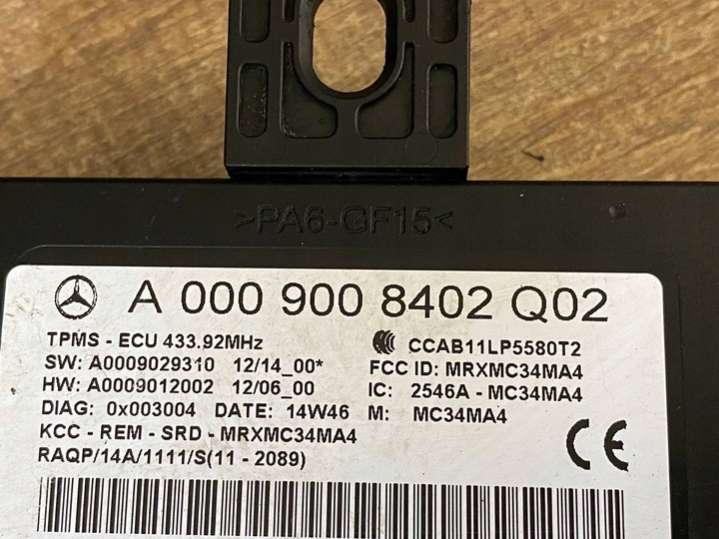 >PA6-GF15<
A 000 900 8402 Q02
TPMS - ECU 433.92MHz CCAB11LP5580T2
SW: A0009029310 12/14_00* FCC ID: MRXMC34MA4
HW: A0009012002 12/06_00 IC: 2546A - MC34MA4
DIAG: 0x003004 DATE: 14W46 M: MC34MA4
KCC - REM - SRD - MRXMC34MA4 CE
RAQP/14A/1111/S(11 - 2089)